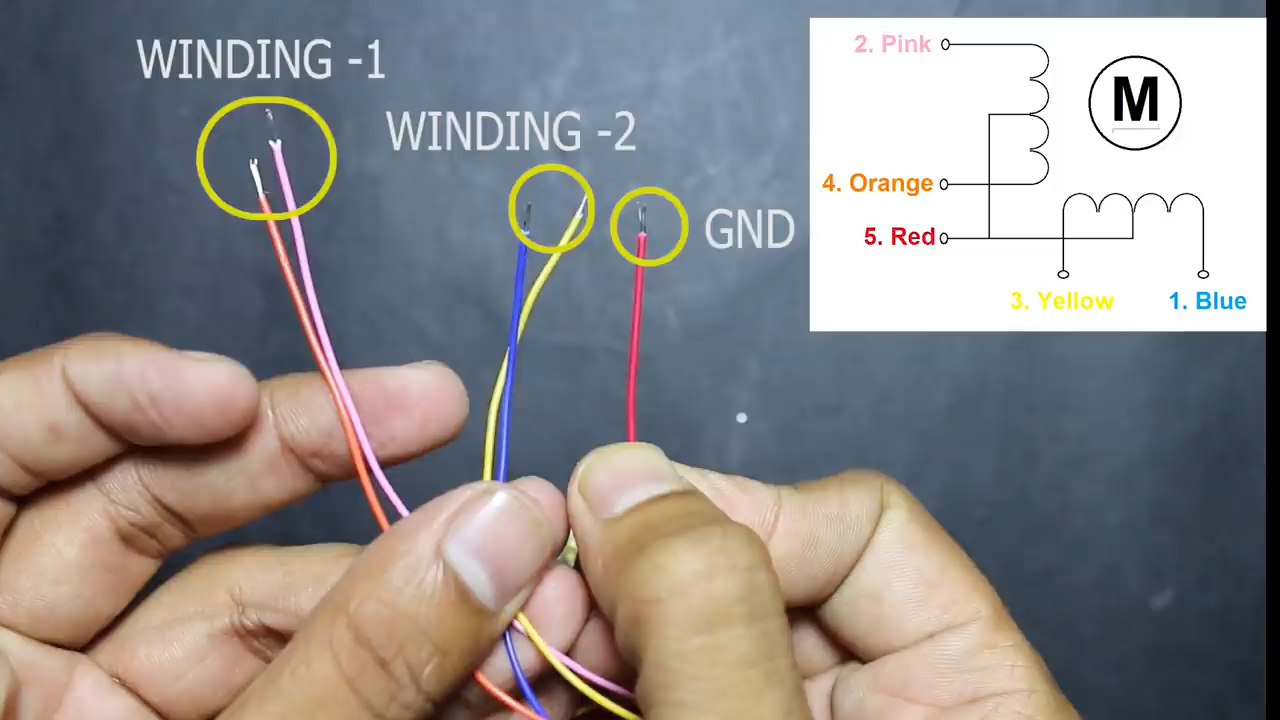 WINDING -1
WINDING -2
GND
2. Pink
M
4. Orange
5. Red
3. Yellow
1. Blue